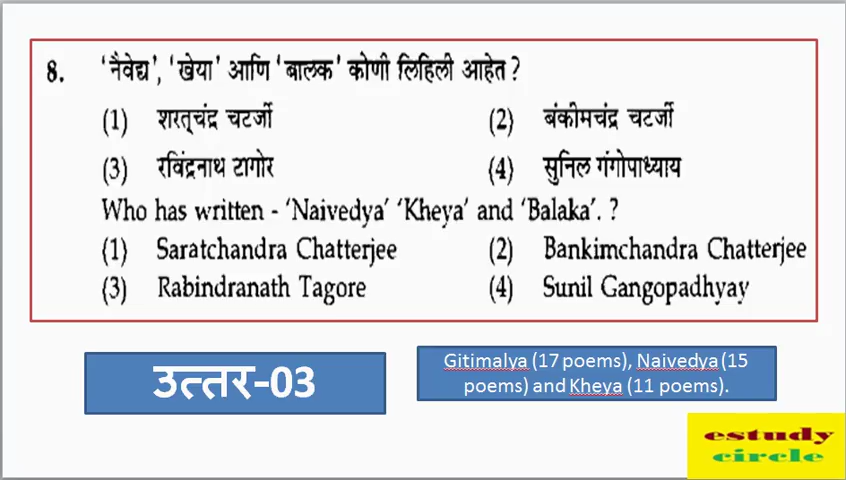 8. 'नैवेद्य', 'खेया' आणि 'बालक' कोणी लिहिली आहेत ?
(1) शरत्‌चंद्र चटर्जी (2) बंकीमचंद्र चटर्जी
(3) रविंद्रनाथ टागोर (4) सुनिल गंगोपाध्याय
Who has written - 'Naivedya' 'Kheya' and 'Balaka'. ?
(1) Saratchandra Chatterjee (2) Bankimchandra Chatterjee
(3) Rabindranath Tagore (4) Sunil Gangopadhyay
उत्तर-03
Gitimalya (17 poems), Naivedya (15
poems) and Kheya (11 poems).
estudy
circle